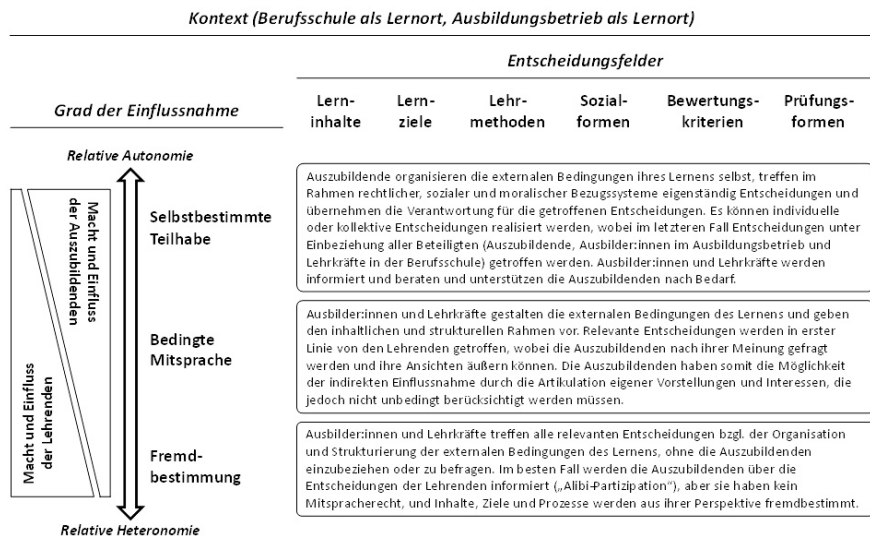 Kontext (Berufsschule als Lernort, Ausbildungsbetrieb als Lernort)
Entscheidungsfelder
Grad der Einflussnahme
Lern-
inhalte
Lern-
ziele
Lehr-
methoden
Sozial-
formen
Bewertungs-
kriterien
Prüfungs-
formen
Relative Autonomie
Macht und Einfluss
der Auszubildenden
Macht und Einfluss
der Lehrenden
Selbstbestimmte
Teilhabe
Auszubildende organisieren die externalen Bedingungen ihres Lernens selbst, treffen im
Rahmen rechtlicher, sozialer und moralischer Bezugssysteme eigenständig Entscheidungen und
übernehmen die Verantwortung für die getroffenen Entscheidungen. Es können individuelle
oder kollektive Entscheidungen realisiert werden, wobei im letzteren Fall Entscheidungen unter
Einbeziehung aller Beteiligten (Auszubildende, Ausbilder:innen im Ausbildungsbetrieb und
Lehrkräfte in der Berufsschule) getroffen werden. Ausbilder:innen und Lehrkräfte werden
informiert und beraten und unterstützen die Auszubildenden nach Bedarf.
Bedingte
Mitsprache
Ausbilder:innen und Lehrkräfte gestalten die externalen Bedingungen des Lernens und geben
den inhaltlichen und strukturellen Rahmen vor. Relevante Entscheidungen werden in erster
Linie von den Lehrenden getroffen, wobei die Auszubildenden nach ihrer Meinung gefragt
werden und ihre Ansichten äußern können. Die Auszubildenden haben somit die Möglichkeit
der indirekten Einflussnahme durch die Artikulation eigener Vorstellungen und Interessen, die
jedoch nicht unbedingt berücksichtigt werden müssen.
Fremd-
bestimmung
Ausbilder:innen und Lehrkräfte treffen alle relevanten Entscheidungen bzgl. der Organisation
und Strukturierung der externalen Bedingungen des Lernens, ohne die Auszubildenden
einzubeziehen oder zu befragen. Im besten Fall werden die Auszubildenden über die
Entscheidungen der Lehrenden informiert („Alibi-Partizipation“), aber sie haben kein
Mitspracherecht, und Inhalte, Ziele und Prozesse werden aus ihrer Perspektive fremdbestimmt.
Relative Heteronomie